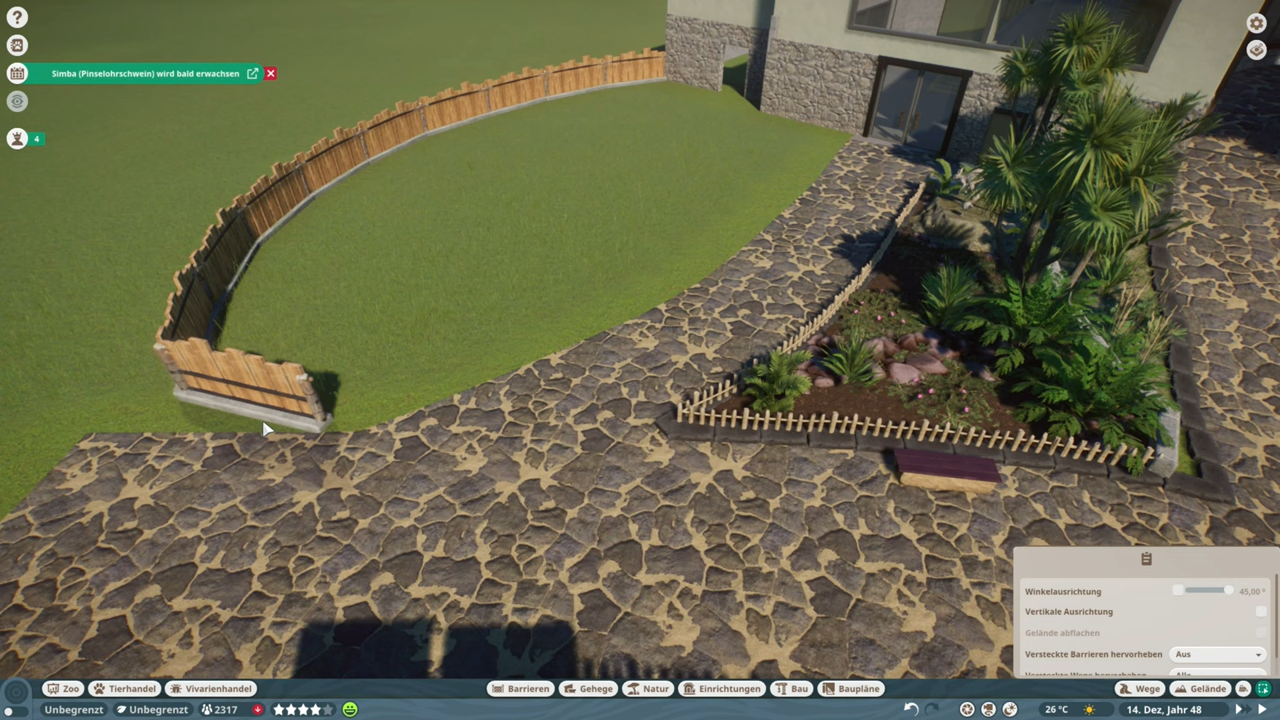 ?
Simba (Pinselohrschwein) wird bald erwachsen
4
Winkelausrichtung 45,00 °
Vertikale Ausrichtung
Gelände abflachen
Versteckte Barrieren hervorheben Aus
Zoo Tierhandel Vivarienhandel Barrieren Gehege Natur Einrichtungen Bau Baupläne Wege Gelände
Unbegrenzt Unbegrenzt 2317 26 °C 14. Dez, Jahr 48